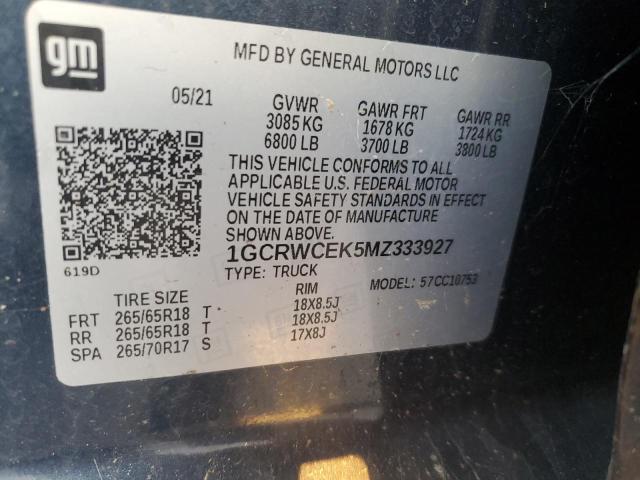 gm
MFD BY GENERAL MOTORS LLC
05/21 GVWR GAWR FRT GAWR RR
3085 KG 1678 KG 1724 KG
6800 LB 3700 LB 3800 LB
THIS VEHICLE CONFORMS TO ALL
APPLICABLE U.S. FEDERAL MOTOR
VEHICLE SAFETY STANDARDS IN EFFECT
ON THE DATE OF MANUFACTURE
SHOWN ABOVE.
1GCRWCEK5MZ333927
619D
TYPE: TRUCK MODEL: 57CC10753
TIRE SIZE RIM
FRT 265/65R18 T 18X8.5J
RR 265/65R18 T 18X8.5J
SPA 265/70R17 S 17X8J